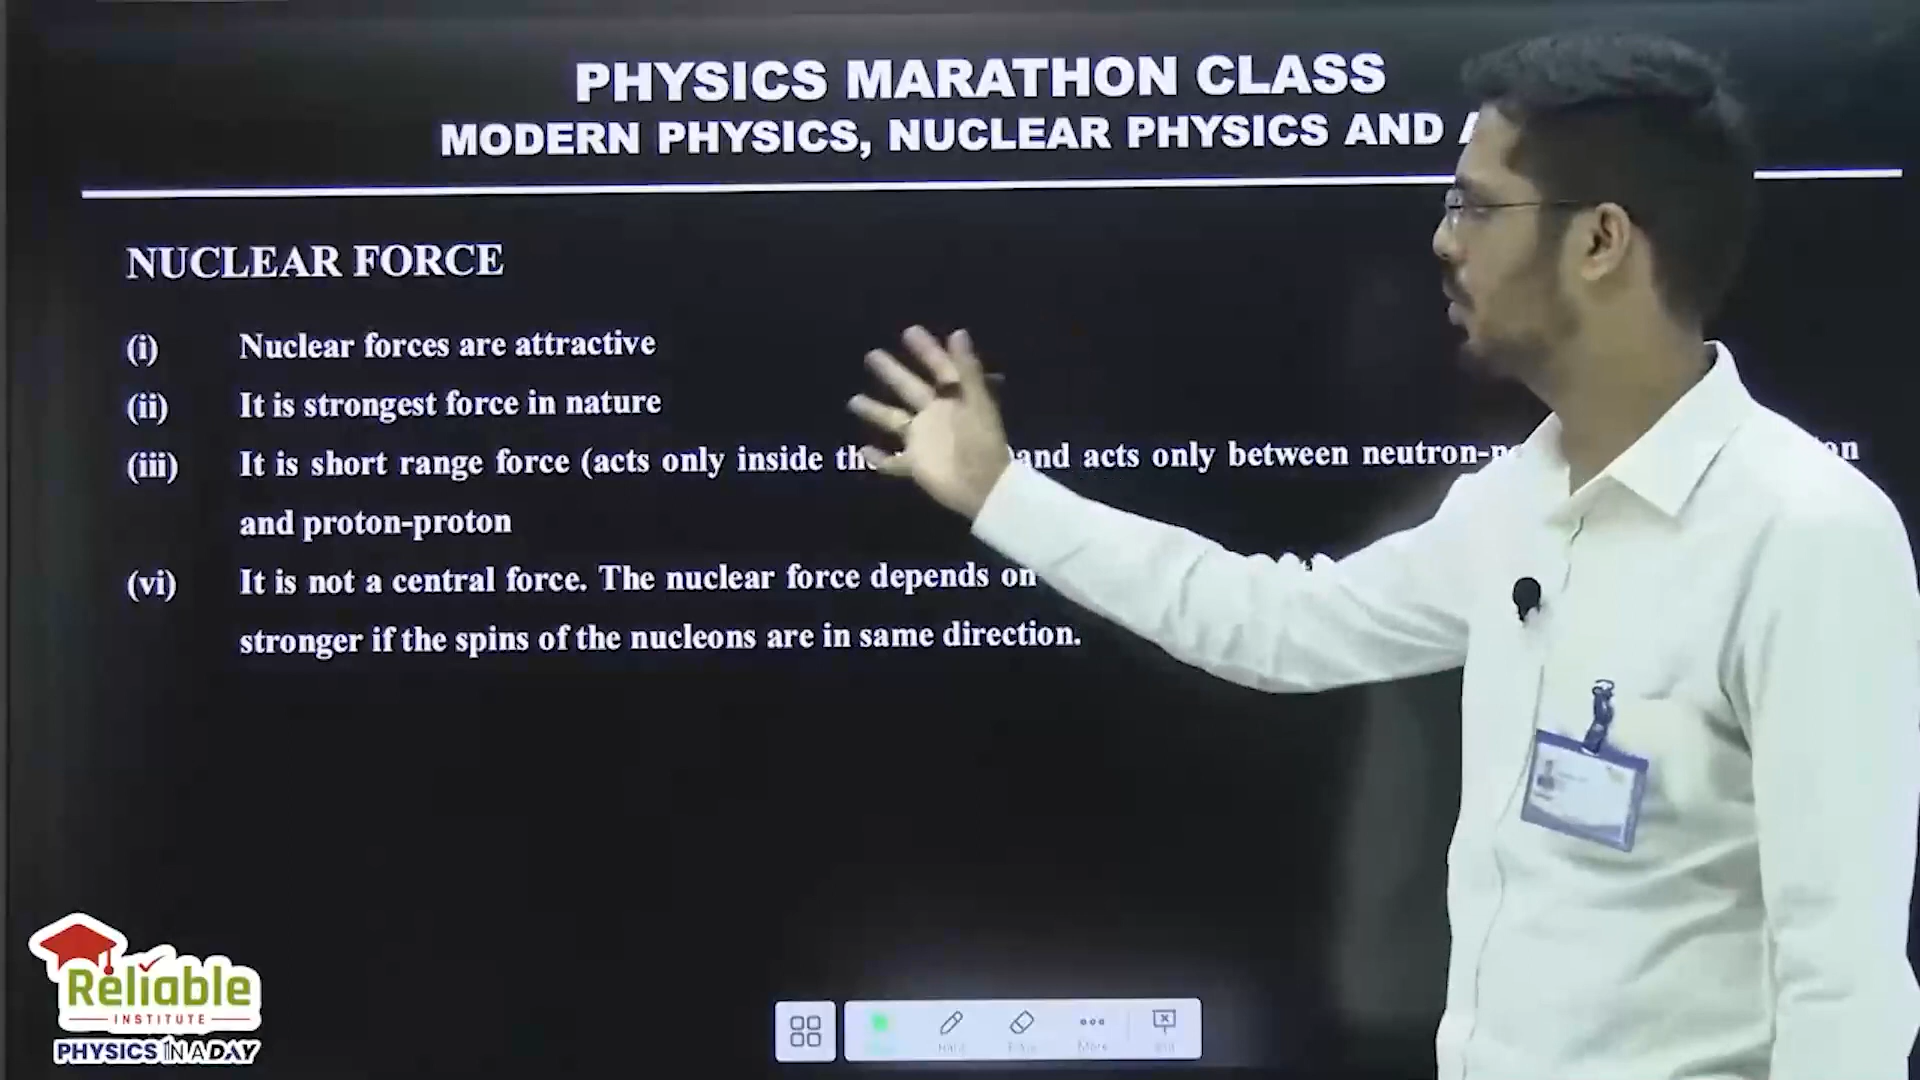 PHYSICS MARATHON CLASS
MODERN PHYSICS, NUCLEAR PHYSICS AND
NUCLEAR FORCE
(i) Nuclear forces are attractive
(ii) It is strongest force in nature
(iii) It is short range force (acts only inside and acts only between
and proton-proton
(vi) It is not a central force. The nuclear force depends on
stronger if the spins of the nucleons are in same direction.
Reliable
INSTITUTE
PHYSICS IN A DAY
More